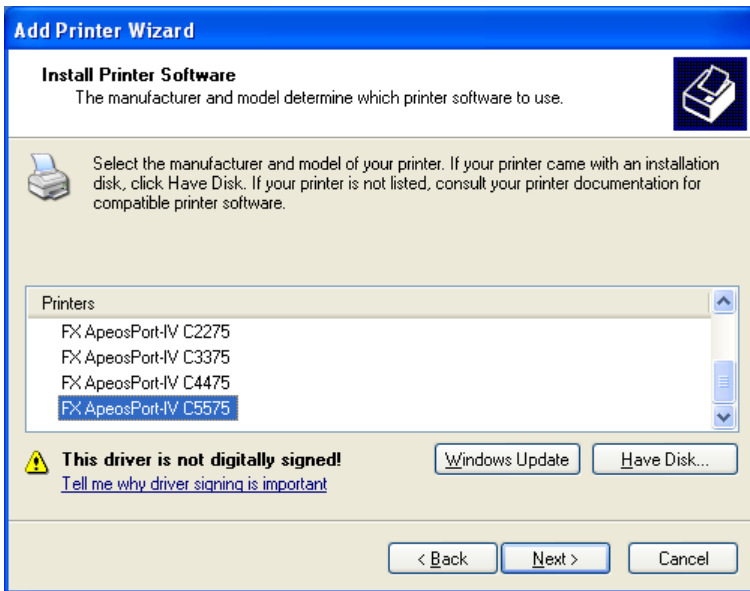 Add Printer Wizard
Install Printer Software
The manufacturer and model determine which printer software to use.
Select the manufacturer and model of your printer. If your printer came with an installation
disk, click Have Disk. If your printer is not listed, consult your printer documentation for
compatible printer software.
Printers
FX ApeosPort-IV C2275
FX ApeosPort-IV C3375
FX ApeosPort-IV C4475
FX ApeosPort-IV C5575
This driver is not digitally signed!
Tell me why driver signing is important
Windows Update
Have Disk...
< Back
Next >
Cancel